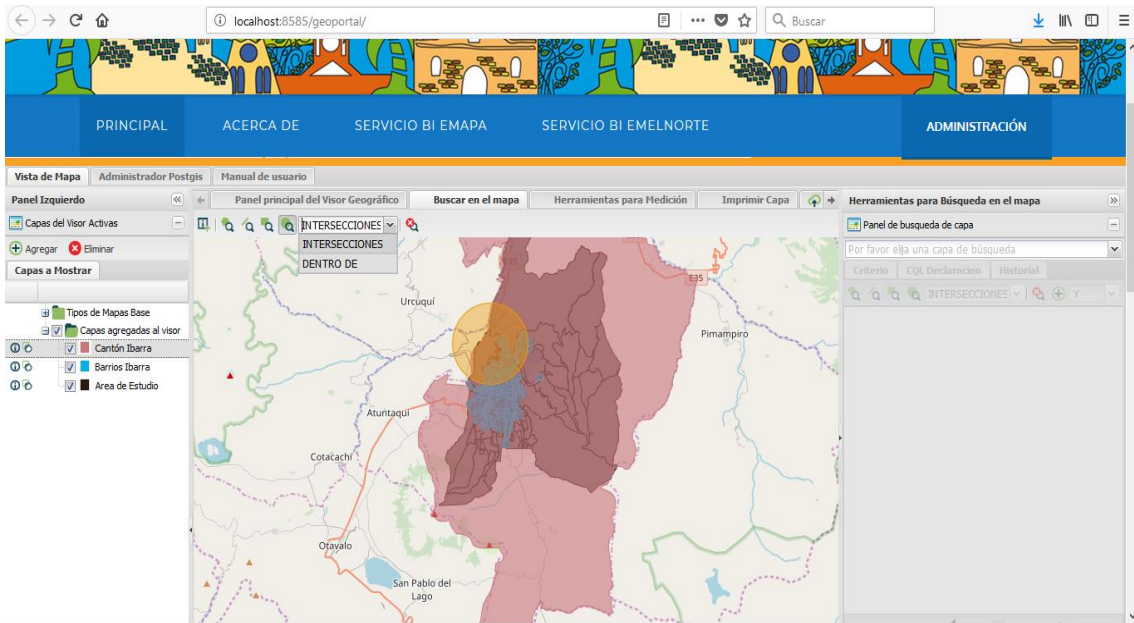 localhost:8585/geoportal/
Buscar
PRINCIPAL
ACERCA DE
SERVICIO BI EMAPA
SERVICIO BI EMELNORTE
ADMINISTRACIÓN
Vista de Mapa
Administrador Postgis
Manual de usuario
Panel Izquierdo
Panel principal del Visor Geográfico
Buscar en el mapa
Herramientas para Medición
Imprimir Capa
Herramientas para Búsqueda en el mapa
Capas del Visor Activas
INTERSECCIONES
Panel de busqueda de capa
Agregar
Eliminar
INTERSECCIONES
Por favor elija una capa de búsqueda
Capas a Mostrar
DENTRO DE
Criterio
CQL Declaracion
Historial
INTERSECCIONES
Y
E35
E35
Tipos de Mapas Base
Capas agregadas al visor
Cantón Ibarra
Barrios Ibarra
Area de Estudio
Urcuquí
Pimampiro
Atuntaqui
Cotacachi
Otavalo
San Pablo del
Lago